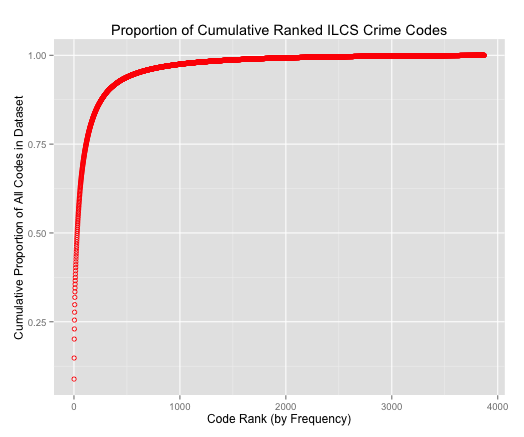 Proportion of Cumulative Ranked ILCS Crime Codes
Cumulative Proportion of All Codes in Dataset
1.00
0.75
0.50
0.25
0 1000 2000 3000 4000
Code Rank (by Frequency)